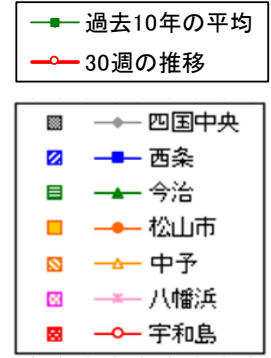 過去10年の平均
30週の推移
四国中央
西条
今治
松山市
中予
八幡浜
宇和島